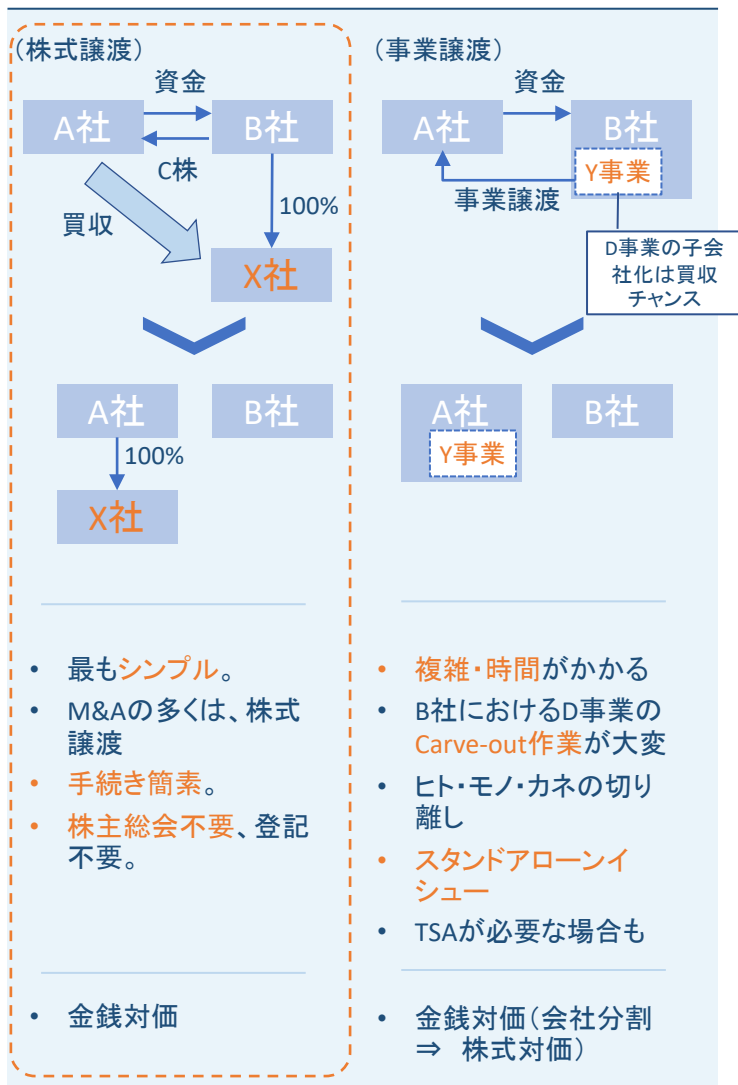 （株式譲渡）
資金
A社
B社
C株
買収
100%
X社
A社
B社
100%
X社
• 最もシンプル。
• M&Aの多くは、株式
譲渡
• 手続き簡素。
• 株主総会不要、登記
不要。
• 金銭対価
（事業譲渡）
資金
A社
B社
Y事業
事業譲渡
D事業の子会
社化は買収
チャンス
A社
B社
Y事業
• 複雑・時間がかかる
• B社におけるD事業の
Carve-out作業が大変
• ヒト・モノ・カネの切り
離し
• スタンドアローンイ
シュー
• TSAが必要な場合も
• 金銭対価（会社分割
⇒　株式対価）